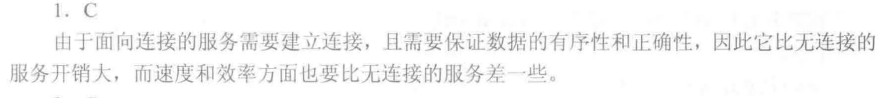 1. C
由于面向连接的服务需要建立连接，且需要保证数据的有序性和正确性，因此它比无连接的
服务开销大，而速度和效率方面也要比无连接的服务差一些。